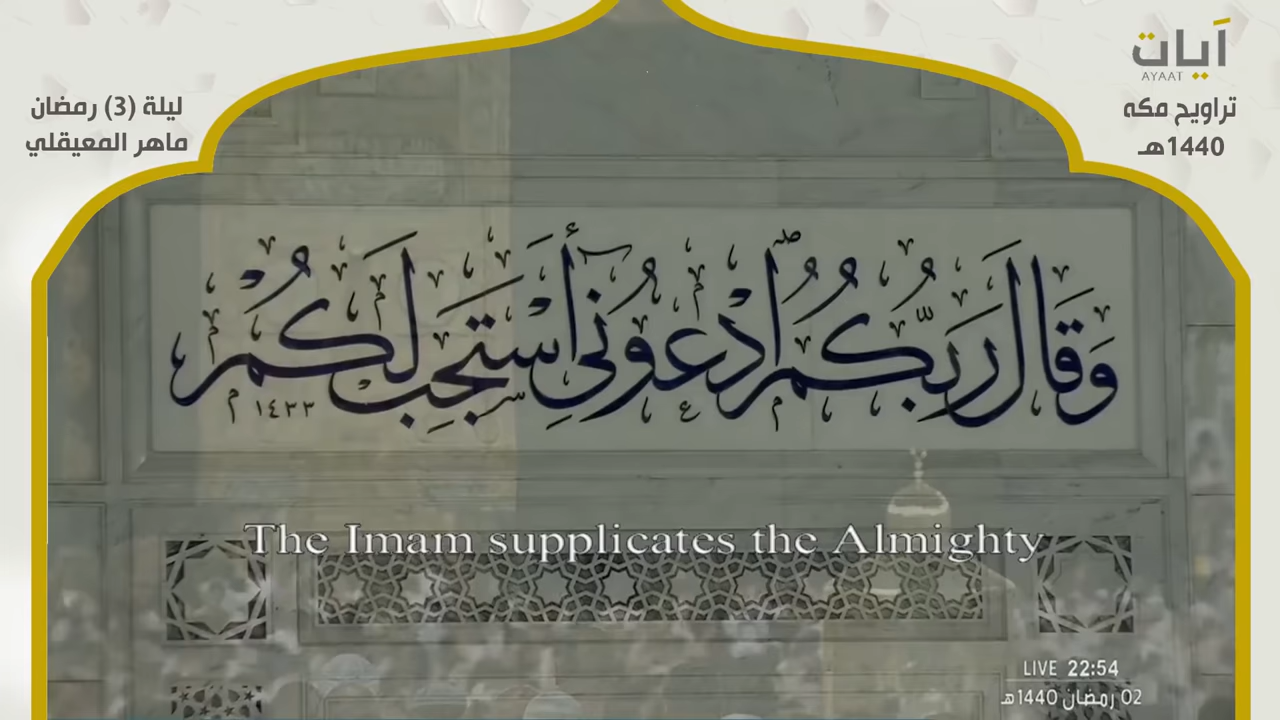 آيات
AYAAT
تراويح مكه
1440هـ
ليلة (3) رمضان
ماهر المعيقلي
وَقَالَ رَبُّكُمُ ادْعُونِي أَسْتَجِبْ لَكُمْ
١٤٣٣
The Imam supplicates the Almighty
LIVE 22:54
02 رمضان 1440هـ